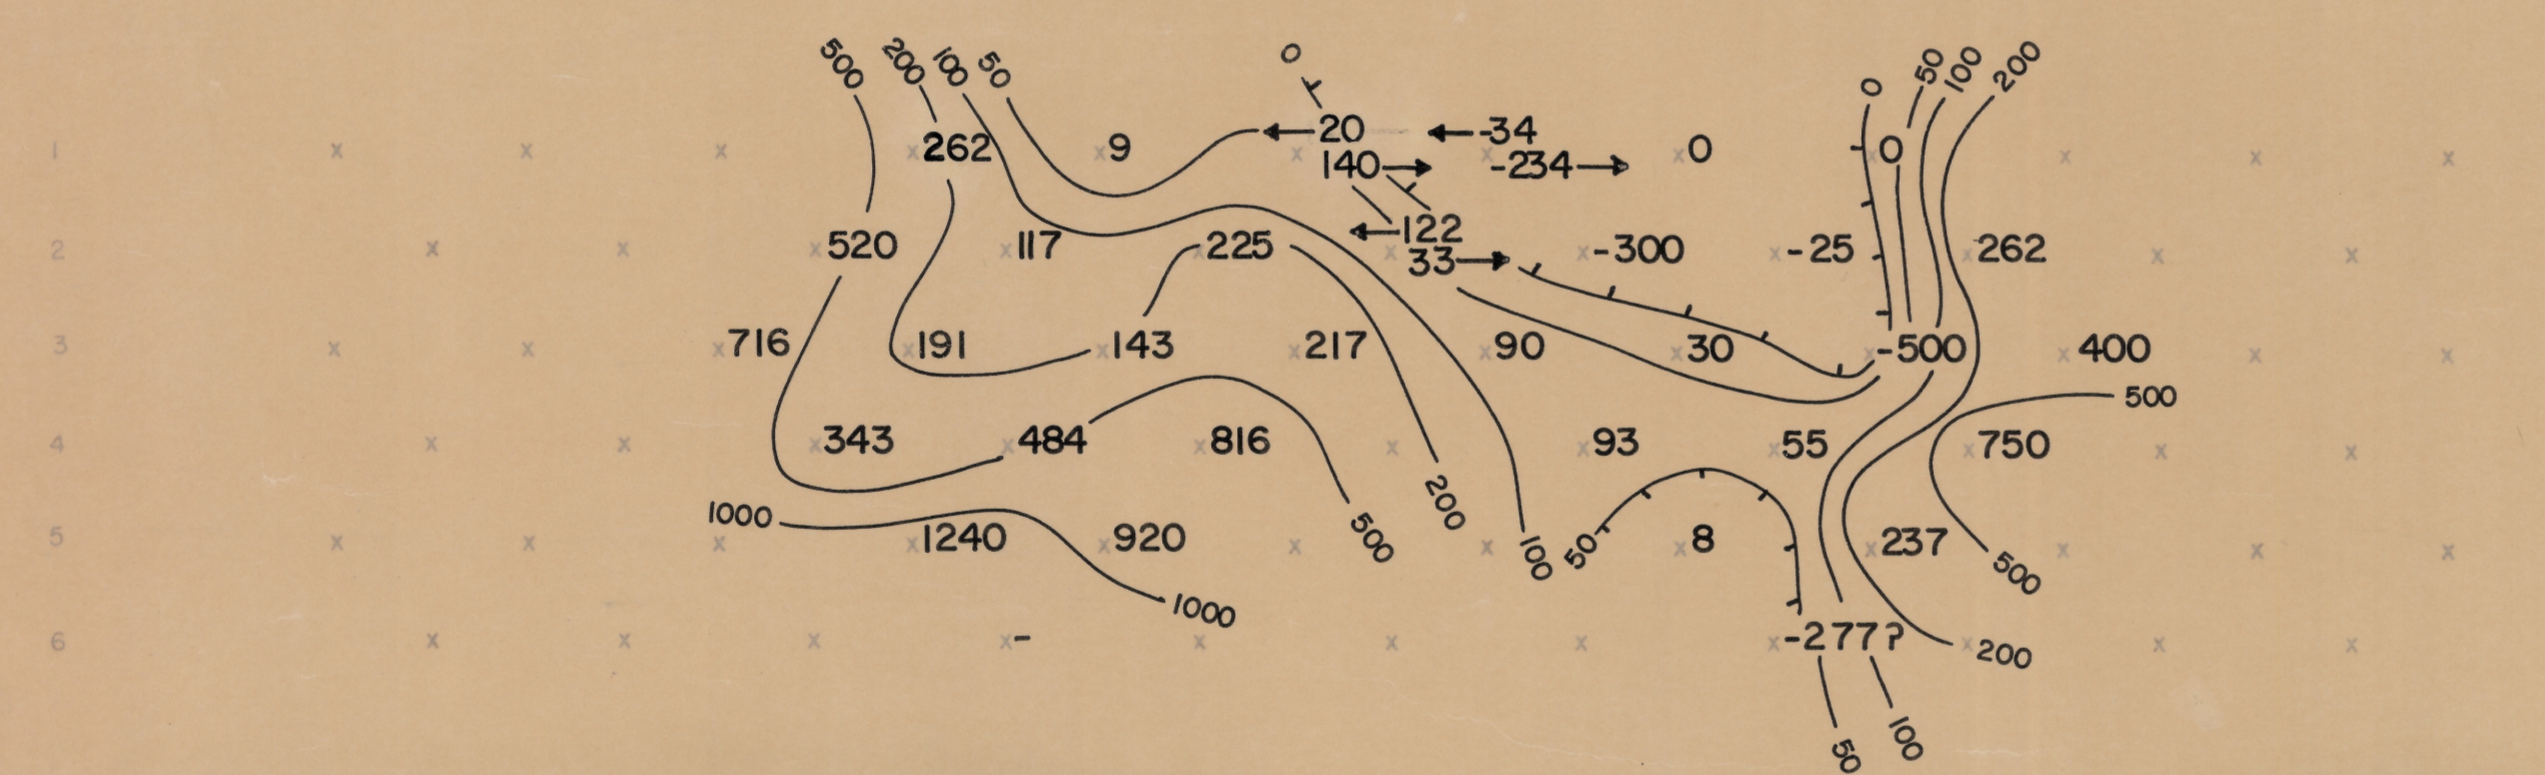 500 200 100 50 0 0 50 100 200
1 x x x x 262 x 9 x ←20 x ←-34 x 0 x 0 x x x
140→ -234→
←122
2 x x x 520 x 117 x 225 x 33→ x -300 x -25 x 262 x x
3 x x x 716 x 191 x 143 x 217 x 90 x 30 x -500 x 400 x x
500
4 x x x 343 x 484 x 816 x x 93 x 55 x 750 x x
200
1000 500 100 50 500
5 x x x x 1240 x 920 x x x 8 x 237 x x x
1000
6 x x x x - x x x x -277? x x x
200
50 100